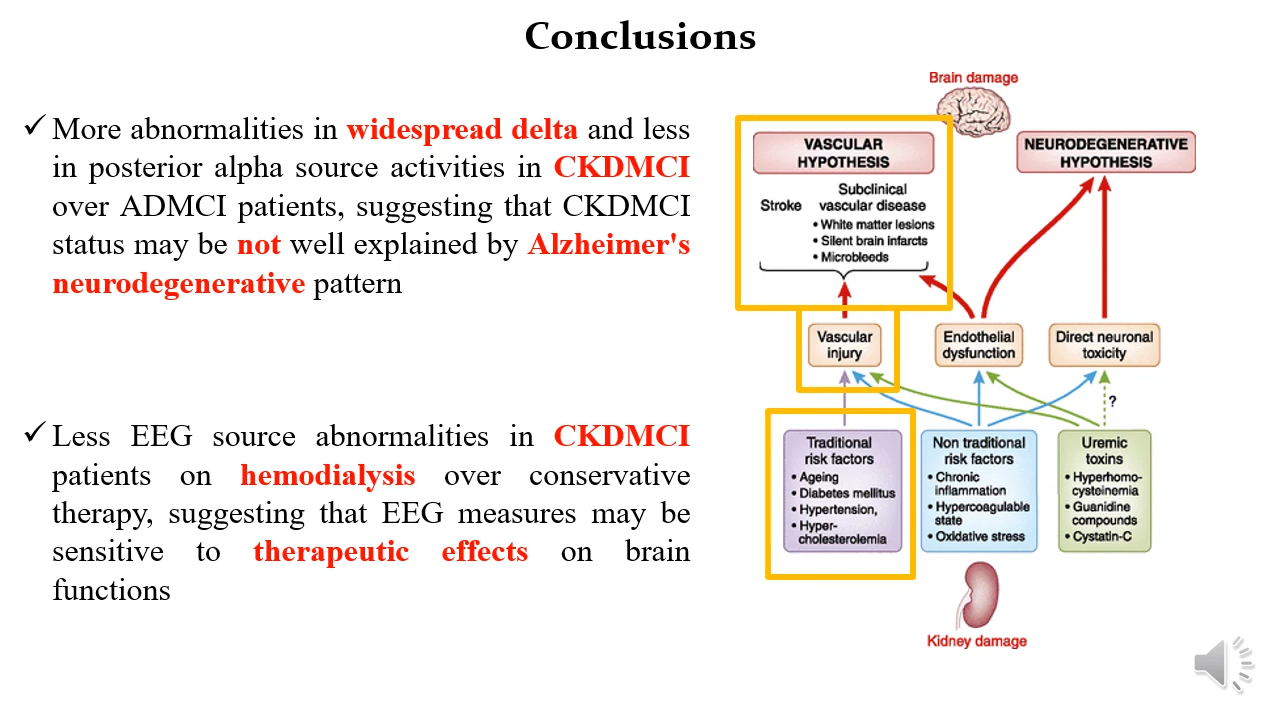 Conclusions
✓ More abnormalities in widespread delta and less
in posterior alpha source activities in CKDMCI
over ADMCI patients, suggesting that CKDMCI
status may be not well explained by Alzheimer's
neurodegenerative pattern
✓ Less EEG source abnormalities in CKDMCI
patients on hemodialysis over conservative
therapy, suggesting that EEG measures may be
sensitive to therapeutic effects on brain
functions
Brain damage
VASCULAR
HYPOTHESIS
Stroke
Subclinical
vascular disease
• White matter lesions
• Silent brain infarcts
• Microbleeds
NEURODEGENERATIVE
HYPOTHESIS
Vascular
injury
Endothelial
dysfunction
Direct neuronal
toxicity
?
Traditional
risk factors
• Ageing
• Diabetes mellitus
• Hypertension,
• Hyper-
cholesterolemia
Non traditional
risk factors
• Chronic
inflammation
• Hypercoagulable
state
• Oxidative stress
Uremic
toxins
• Hyperhomo-
cysteinemia
• Guanidine
compounds
• Cystatin-C
Kidney damage